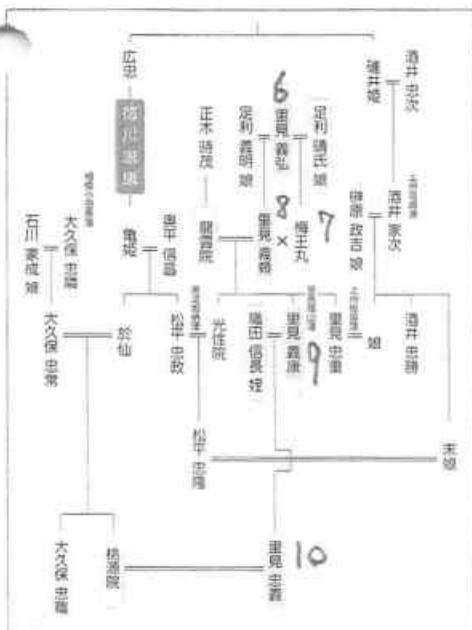 酒井 忠次
碓井姫
広忠
徳川家康
足利 晴氏 娘
6
里見 義弘
足利 義明 娘
正木 時茂
酒井 家次
榊原 政吉 娘
7
梅王丸
8
×
里見 義頼
龍雲院
奥平 信昌
亀姫
大久保 忠隣
石川 家成 娘
酒井 忠勝
娘
里見 忠重
9
里見 義康
織田 信長 姪
光住院
松平 忠政
於仙
大久保 忠常
末娘
松平 忠隆
10
里見 忠義
桃源院
大久保 忠職